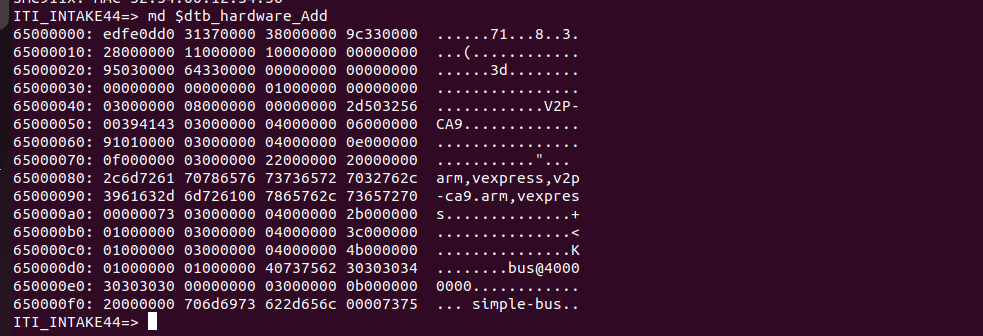 ITI_INTAKE44=> md $dtb_hardware_Add
65000000: edfe0dd0 31370000 38000000 9c330000    ......71...8..3.
65000010: 28000000 11000000 10000000 00000000    ...(............
65000020: 95030000 64330000 00000000 00000000    ......3d........
65000030: 00000000 00000000 01000000 00000000    ................
65000040: 03000000 08000000 00000000 2d503256    ............V2P-
65000050: 00394143 03000000 04000000 06000000    CA9.............
65000060: 91010000 03000000 04000000 0e000000    ................
65000070: 0f000000 03000000 22000000 20000000    ..........."... 
65000080: 2c6d7261 70786576 73736572 7032762c    arm,vexpress,v2p
65000090: 3961632d 6d726100 7865762c 73657270    -ca9.arm,vexpres
650000a0: 00000073 03000000 04000000 2b000000    s..............+
650000b0: 01000000 03000000 04000000 3c000000    ...............<
650000c0: 01000000 03000000 04000000 4b000000    ...............K
650000d0: 01000000 01000000 40737562 30303034    ........bus@4000
650000e0: 30303030 00000000 03000000 0b000000    0000............
650000f0: 20000000 706d6973 622d656c 00007375    ... simple-bus..
ITI_INTAKE44=>